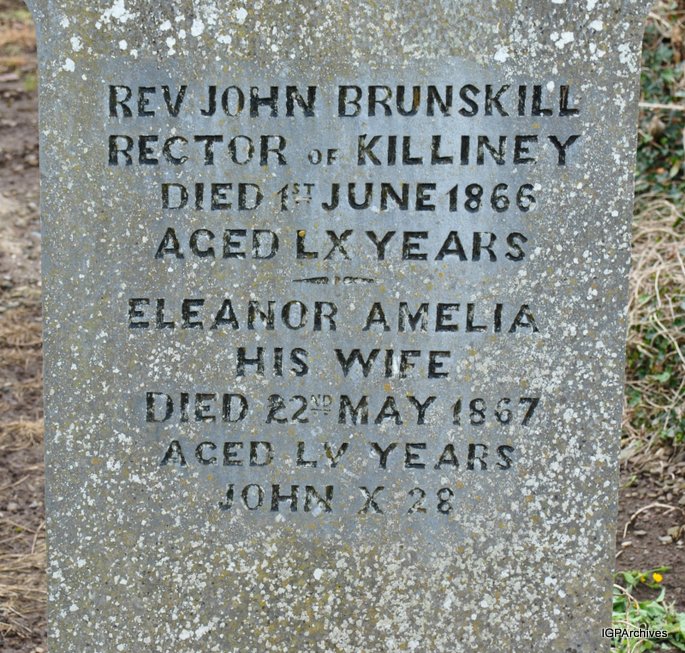 REV JOHN BRUNSKILL
RECTOR OF KILLINEY
DIED 1ST JUNE 1866
AGED LX YEARS
ELEANOR AMELIA
HIS WIFE
DIED 22ND MAY 1867
AGED LV YEARS
JOHN X 28
IGPArchives